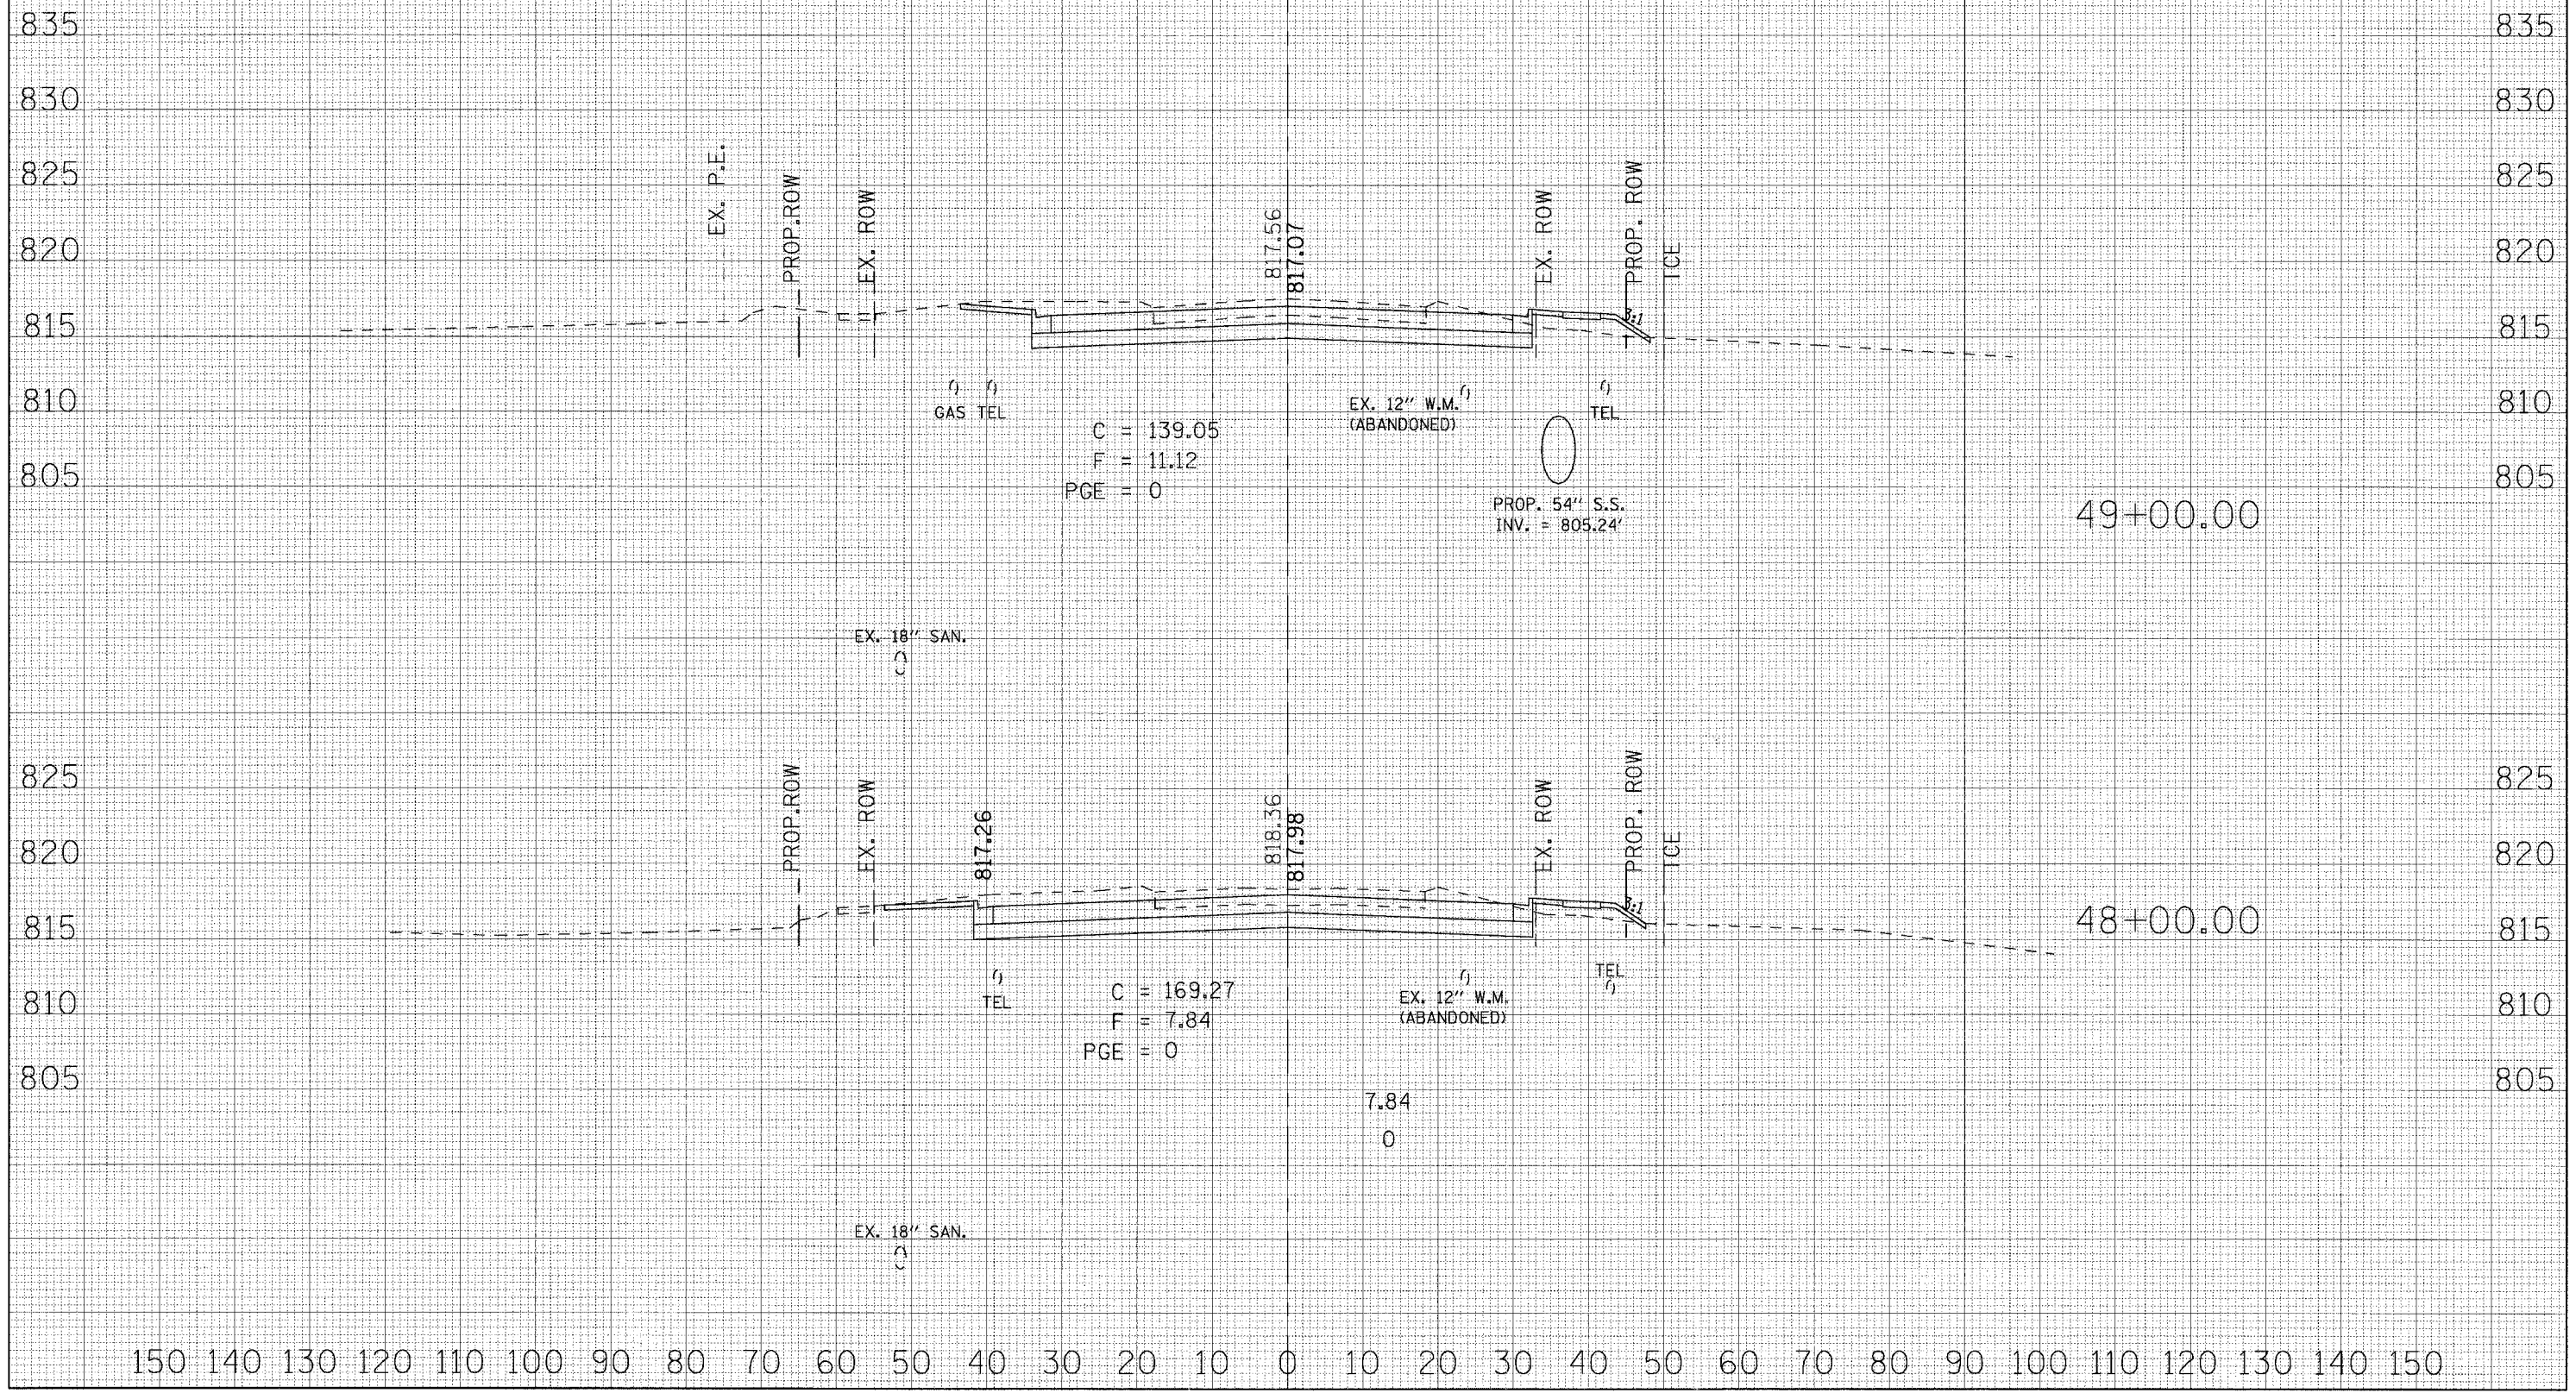 835 835
830 830
825 825
820 820
815 815
810 810
805 805
EX. P.E.
PROP.ROW
EX. ROW
817.56
817.07
EX. ROW
PROP. ROW
TCE
3:1
GAS TEL
EX. 12" W.M.
(ABANDONED)
TEL
C = 139.05
F = 11.12
PGE = 0
PROP. 54" S.S.
INV. = 805.24'
49+00.00
EX. 18" SAN.
825 825
820 820
815 815
810 810
805 805
PROP.ROW
EX. ROW
817.26
818.36
817.98
EX. ROW
PROP. ROW
TCE
3:1
48+00.00
TEL
C = 169.27
F = 7.84
PGE = 0
EX. 12" W.M.
(ABANDONED)
TEL
7.84
0
EX. 18" SAN.
150 140 130 120 110 100 90 80 70 60 50 40 30 20 10 0 10 20 30 40 50 60 70 80 90 100 110 120 130 140 150